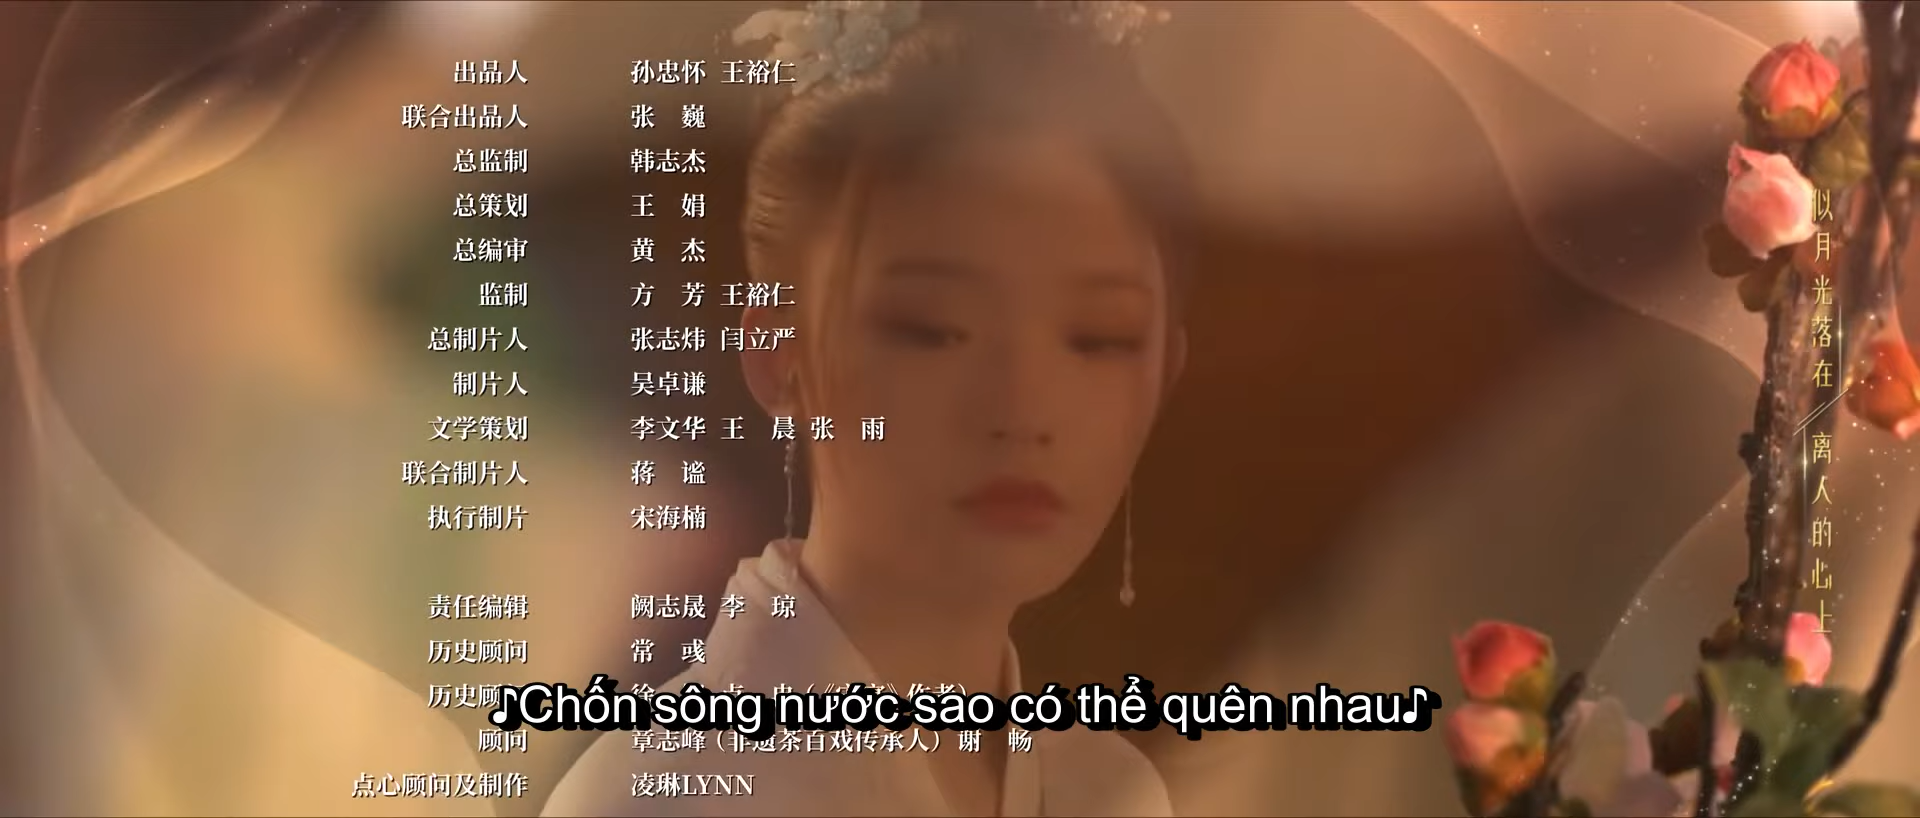 出品人 孙忠怀 王裕仁
联合出品人 张 巍
总监制 韩志杰
总策划 王 娟
总编审 黄 杰
监制 方 芳 王裕仁
总制片人 张志炜 闫立严
制片人 吴卓谦
文学策划 李文华 王 晨 张 雨
联合制片人 蒋 谧
执行制片 宋海楠
责任编辑 阙志晟 李 琼
历史顾问 常 彧
历史顾
♪Chốn sông nước sao có thể quên nhau♪
顾问 章志峰（非遗茶百戏传承人）谢 畅
点心顾问及制作 凌琳LYNN
似月光落在
离人的心上